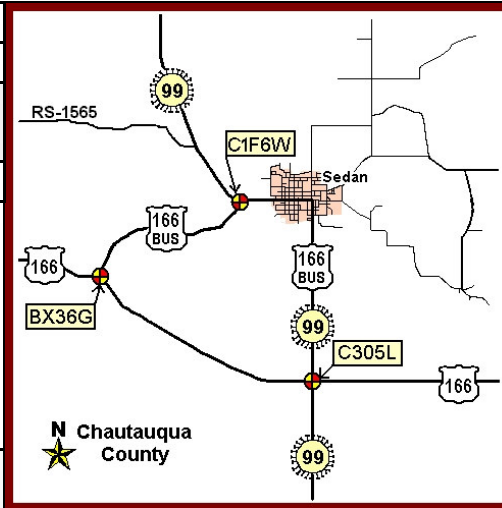 99
RS-1565
C1F6W
Sedan
166
BUS
166
166
BUS
BX36G
99
C305L
166
N Chautauqua
County
99